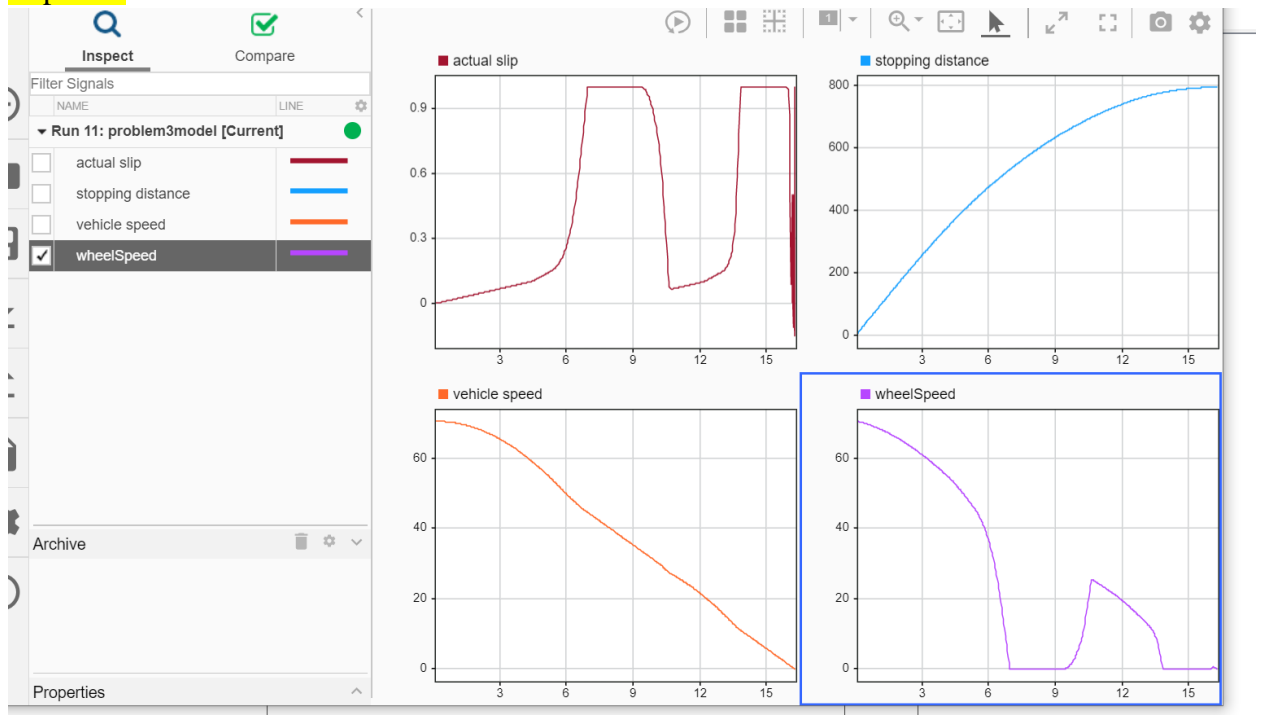 Inspect
Compare
Filter Signals
NAME LINE
Run 11: problem3model [Current]
actual slip
stopping distance
vehicle speed
wheelSpeed
Archive
Properties
1
actual slip
0.9
0.6
0.3
0
3 6 9 12 15
stopping distance
800
600
400
200
0
3 6 9 12 15
vehicle speed
60
40
20
0
3 6 9 12 15
wheelSpeed
60
40
20
0
3 6 9 12 15